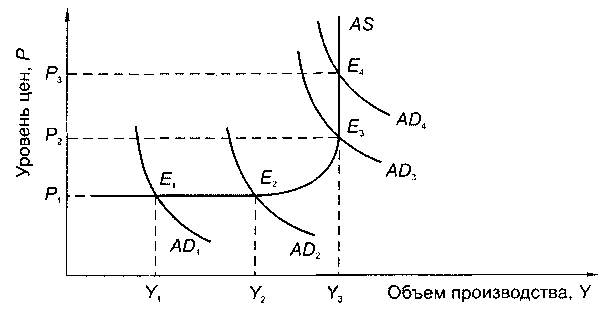 Уровень цен, P
AS
P₃
E₄
AD₄
P₂
E₃
AD₃
P₁
E₁
E₂
AD₁
AD₂
Y₁
Y₂
Y₃
Объем производства, Y